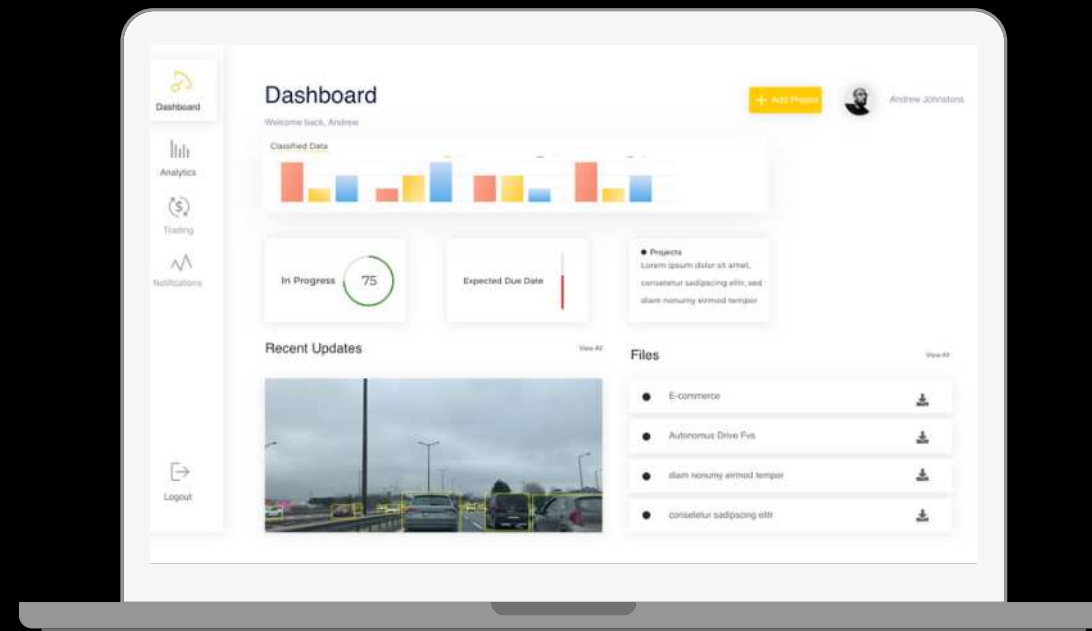 Dashboard
Analytics
Trading
Notifications
Logout
Dashboard
Welcome back, Andrew
+ Add Project
Andrew Johnstons
Classified Data
In Progress
75
Expected Due Date
Projects
Lorem ipsum dolor sit amet,
consetetur sadipscing elitr, sed
diam nonumy eirmod tempor
Recent Updates
View All
Files
View All
E-commerce
Autonomus Drive Fvs
diam nonumy airmod tempor
consetetur sadipscing elitr